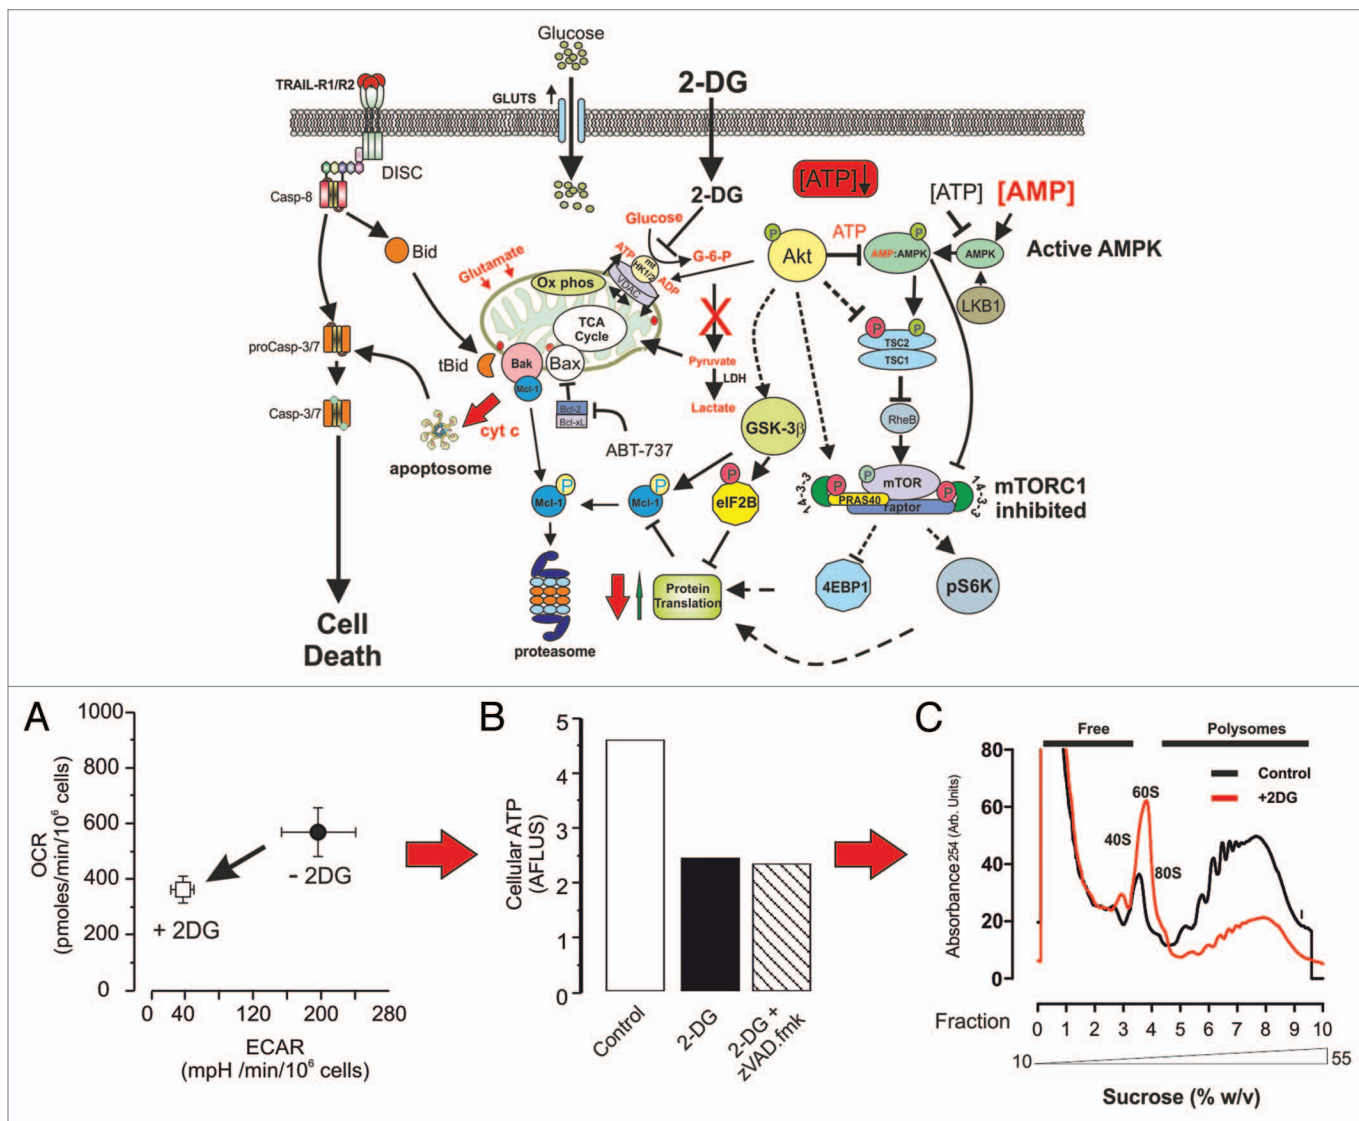 Glucose
TRAIL-R1/R2
GLUTS
2-DG
DISC
Casp-8
2-DG
[ATP]
[ATP]
[AMP]
Glucose
Bid
Glutamate
ATP
mt
HK1/2
ADP
VDAC
G-6-P
P
Akt
ATP
P
AMP:AMPK
AMPK
Active AMPK
LKB1
Ox phos
TCA
Cycle
proCasp-3/7
tBid
Bak
Bax
Mcl-1
Pyruvate
LDH
Lactate
P
P
TSC2
TSC1
RheB
Casp-3/7
cyt c
Bcl-2
Bcl-xL
ABT-737
GSK-3β
apoptosome
P
Mcl-1
P
Mcl-1
P
eIF2B
14-3-3
P
PRAS40
P
mTOR
raptor
P
14-3-3
mTORC1
inhibited
Protein
Translation
4EBP1
pS6K
Cell
Death
proteasome
A
OCR
(pmoles/min/10⁶ cells)
1000
800
600
400
200
0
- 2DG
+ 2DG
0 40 120 200 280
ECAR
(mpH /min/10⁶ cells)
B
Cellular ATP
(AFLUS)
5
4
3
2
1
0
Control
2-DG
2-DG +
zVAD.fmk
C
Absorbance 254 (Arb. Units)
Free
Polysomes
80
60
40
20
0
Control
+2DG
60S
40S
80S
Fraction
0 1 2 3 4 5 6 7 8 9 10
10
55
Sucrose (% w/v)